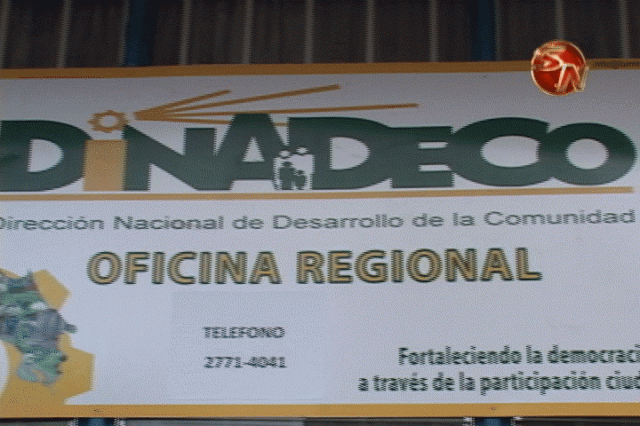 DiNADECO
Dirección Nacional de Desarrollo de la Comunidad
OFICINA REGIONAL
TELEFONO
2771-4041
Fortaleciendo la democraci
a través de la participación ciud